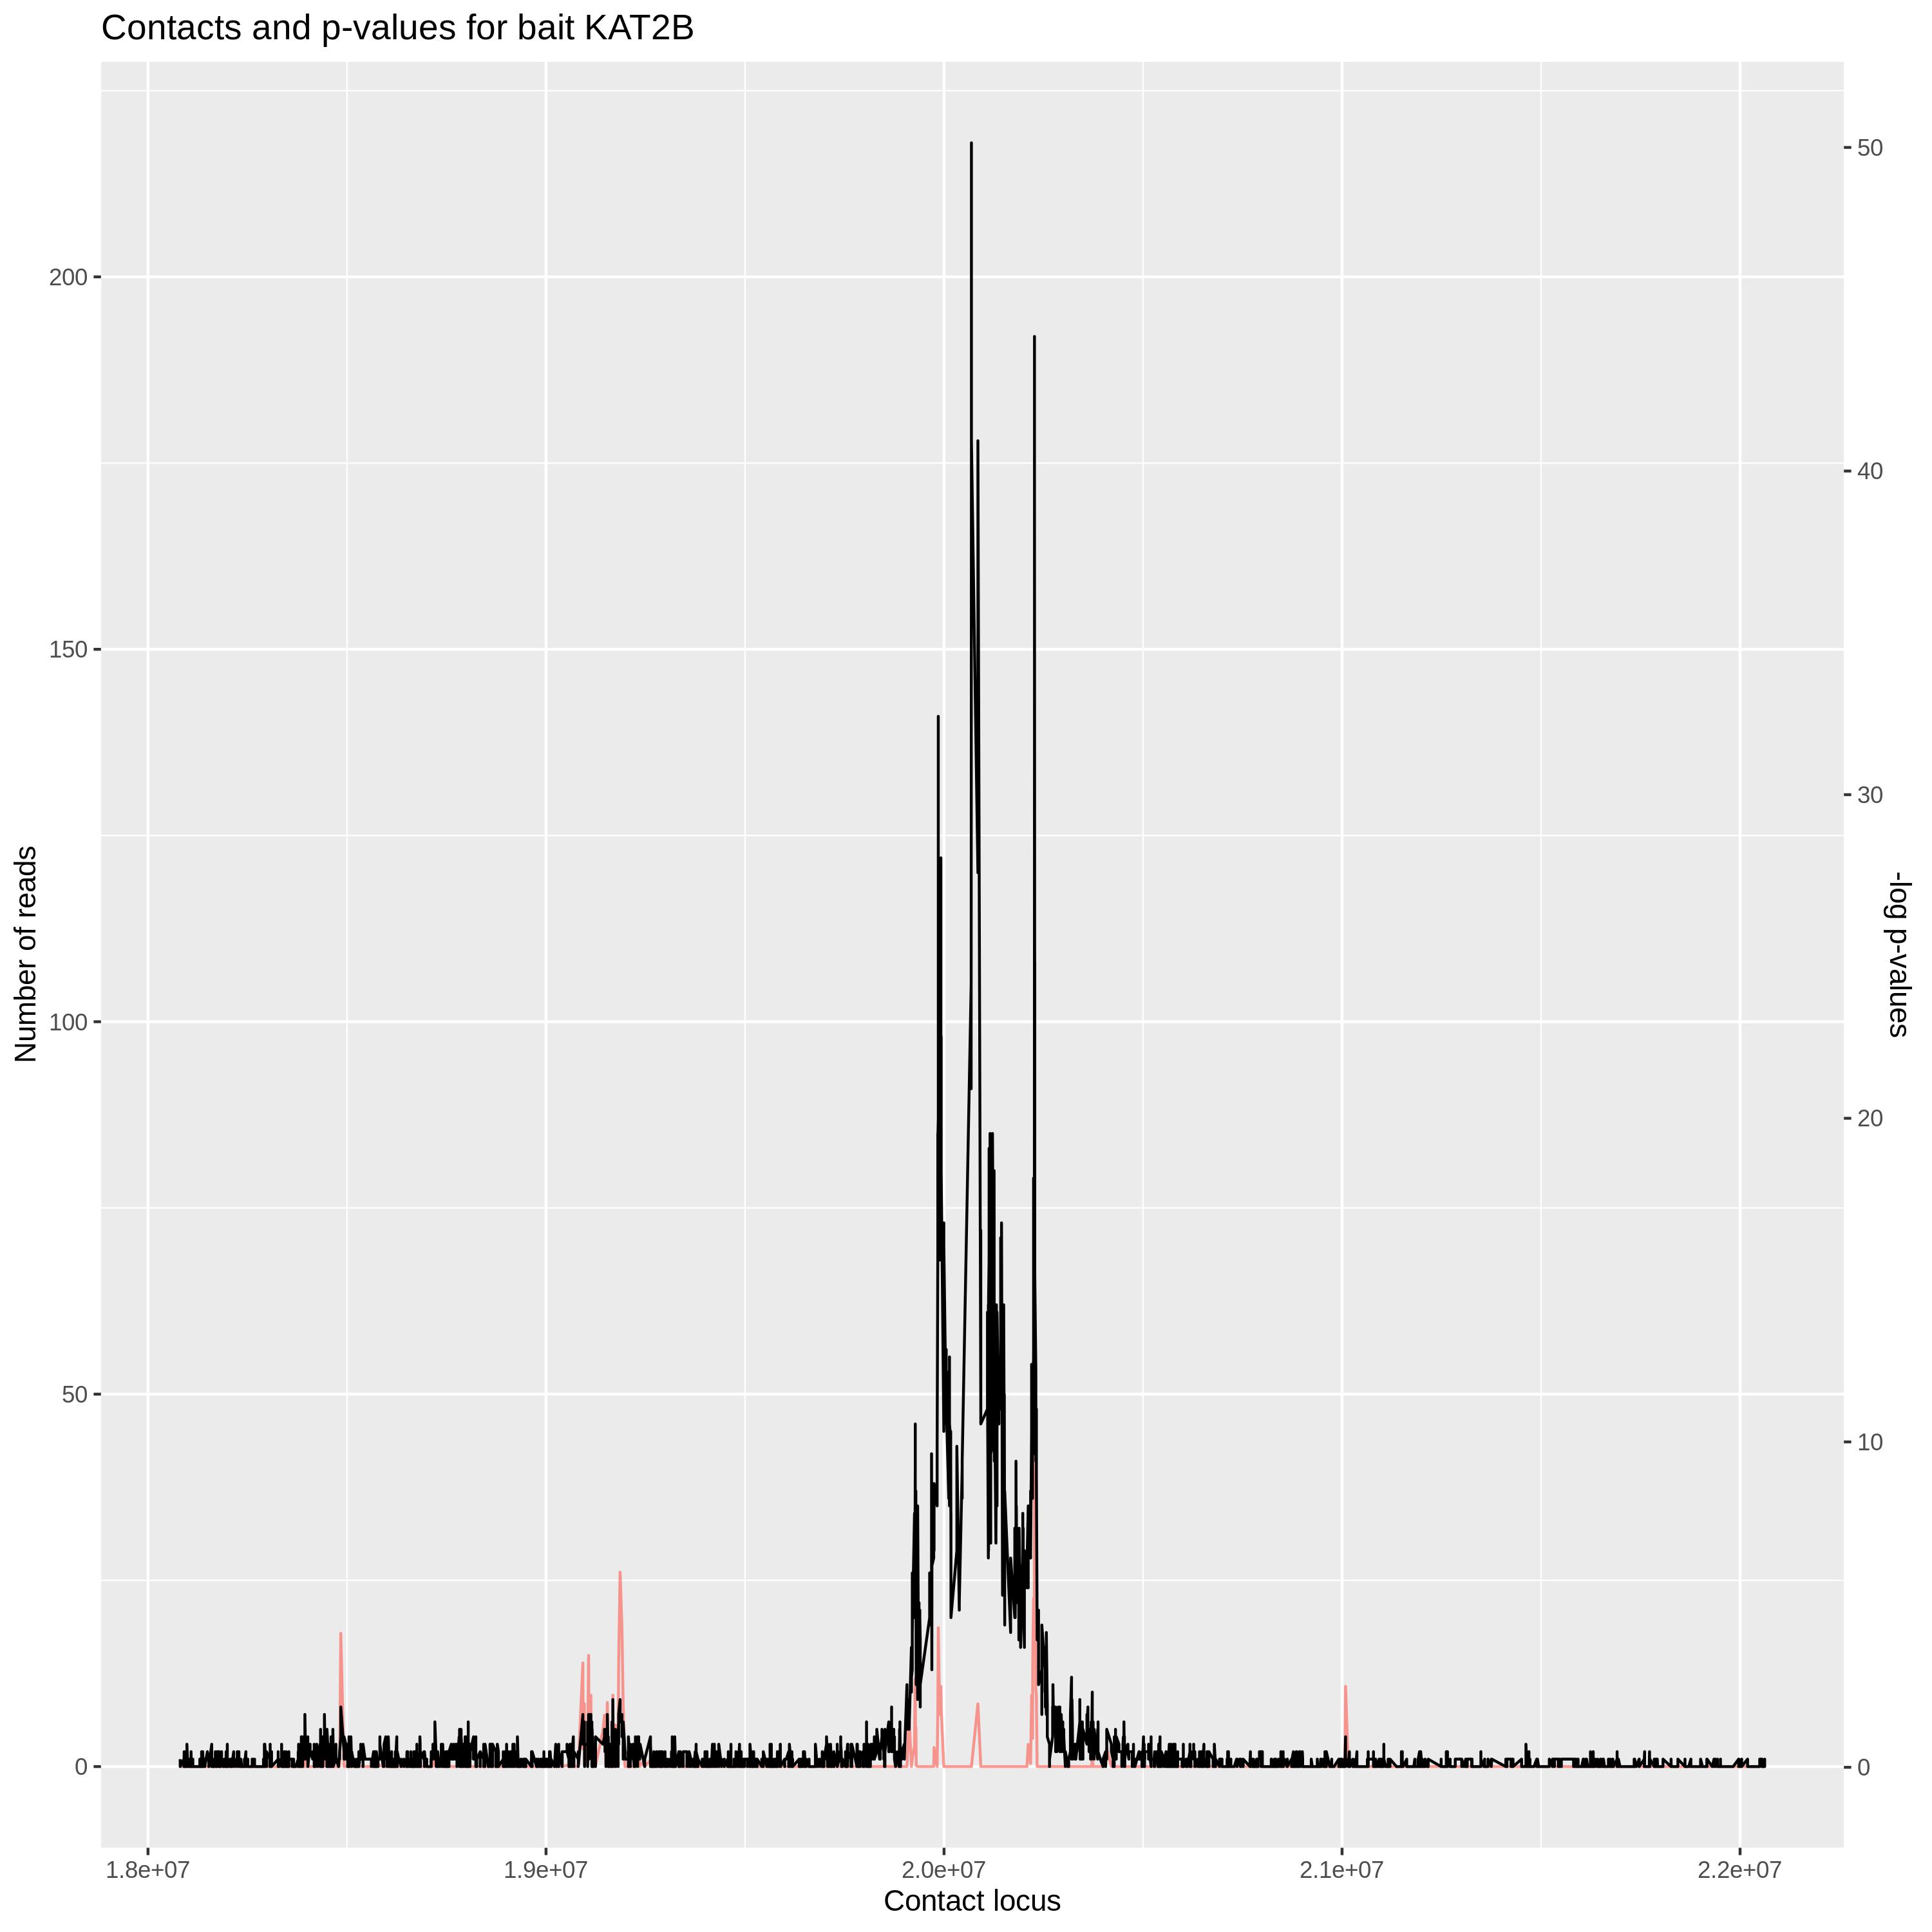 Contacts and p-values for bait KAT2B
50
200
40
150
30
Number of reads
-log p-values
100
20
50
10
0
0
1.8e+07
1.9e+07
2.0e+07
2.1e+07
2.2e+07
Contact locus